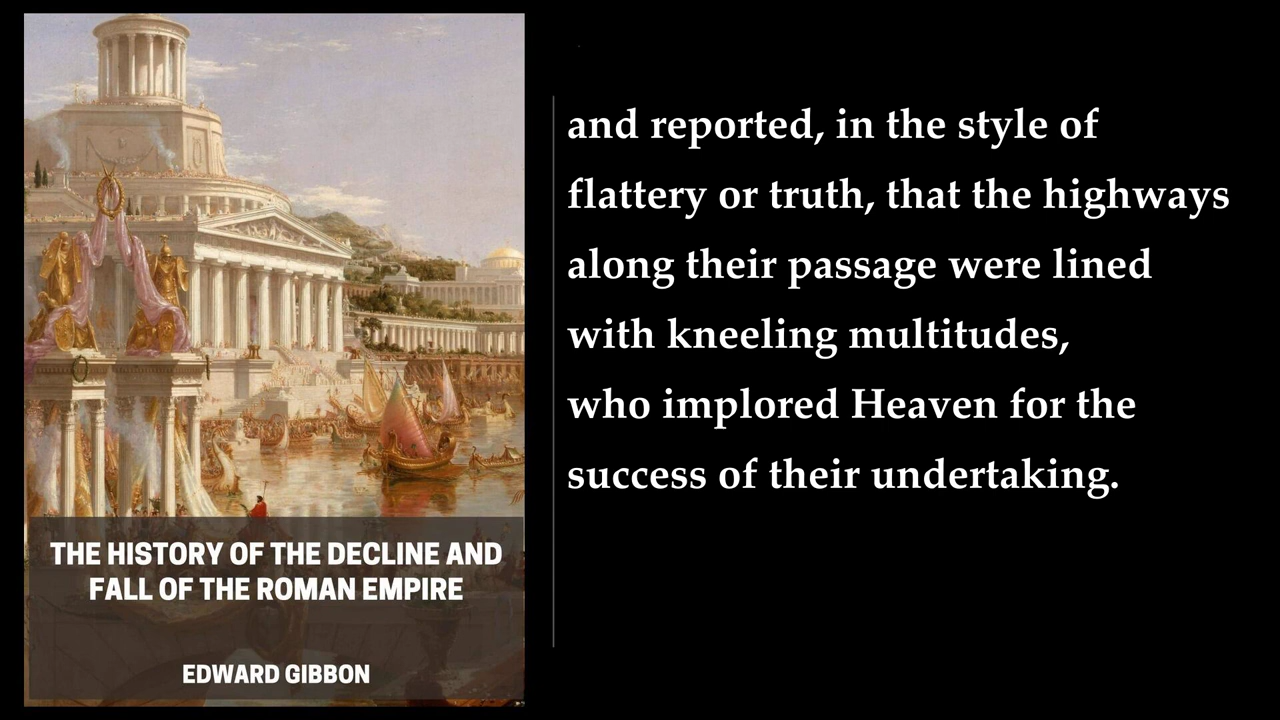 THE HISTORY OF THE DECLINE AND
FALL OF THE ROMAN EMPIRE
EDWARD GIBBON
and reported, in the style of
flattery or truth, that the highways
along their passage were lined
with kneeling multitudes,
who implored Heaven for the
success of their undertaking.